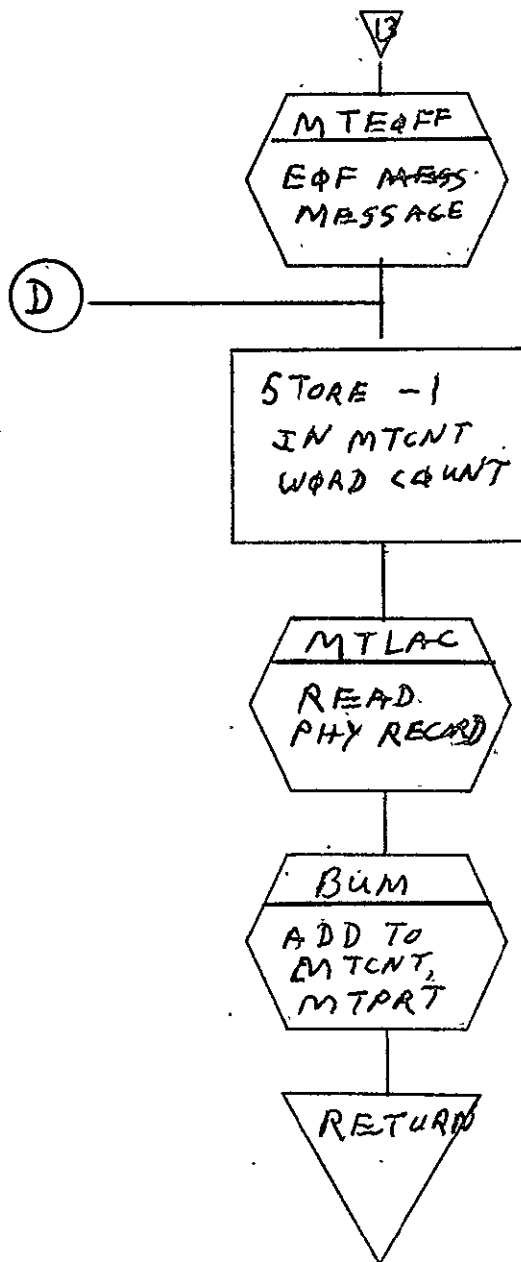 13
MTEØFF
EØF MESS
MESSAGE
D
STORE -1
IN MTCNT
WØRD CØUNT
MTLAC
READ
PHY RECORD
BUM
ADD TO
MTCNT,
MTPRT
RETURN